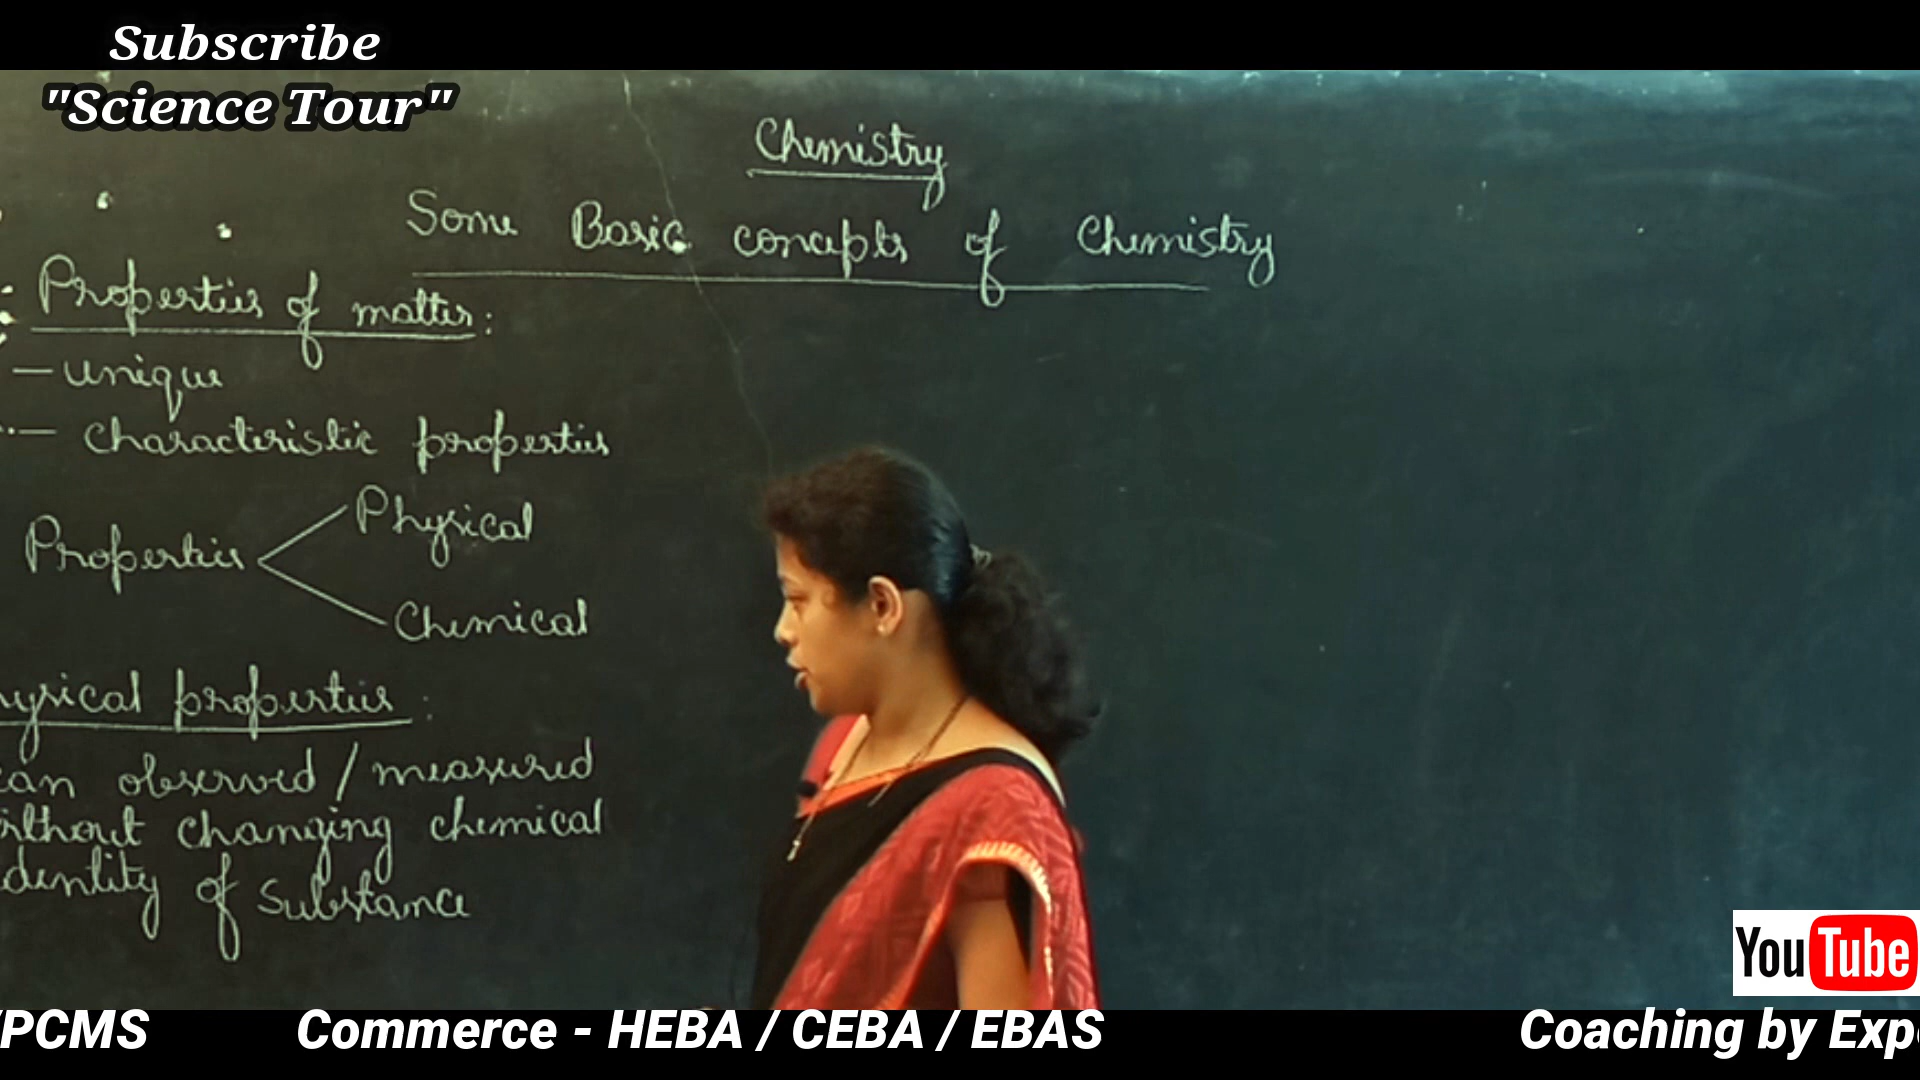 Subscribe
"Science Tour"
Chemistry
Some Basic concepts of Chemistry
Properties of matter:
— unique
— characteristic properties
Properties
Physical
Chemical
hysical properties:
can observed / measured
without changing chemical
identity of substance
YouTube
PCMS Commerce - HEBA / CEBA / EBAS Coaching by Exp